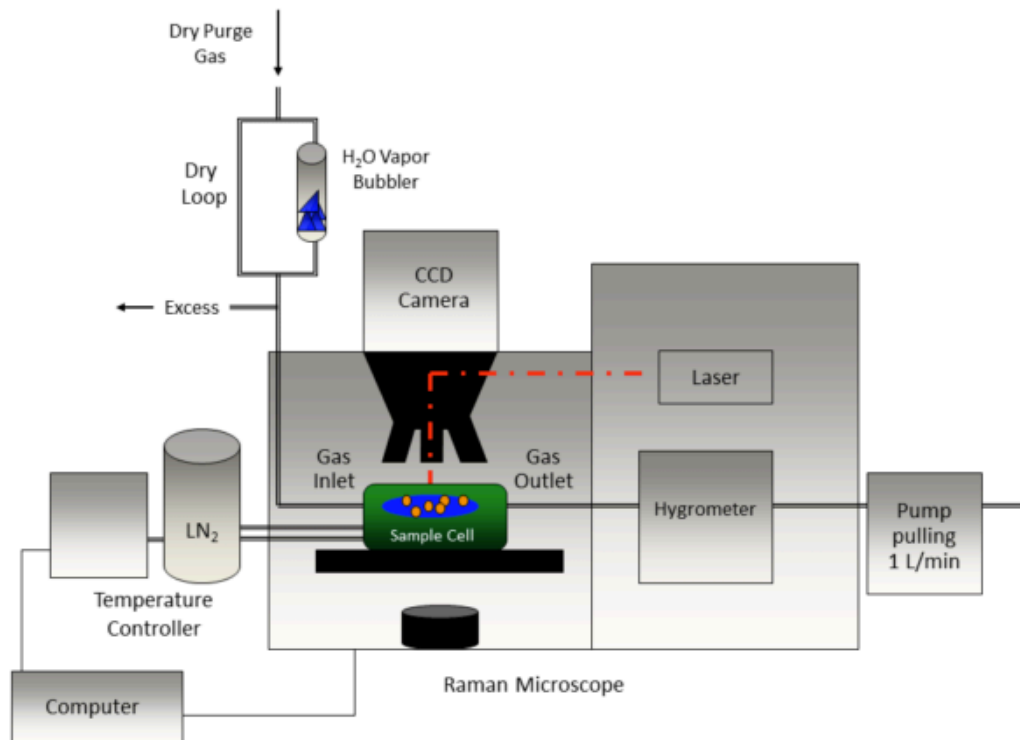 Dry Purge
Gas
Dry
Loop
H₂O Vapor
Bubbler
CCD
Camera
Excess
Laser
Gas
Inlet
Gas
Outlet
LN₂
Sample Cell
Hygrometer
Pump
pulling
1 L/min
Temperature
Controller
Raman Microscope
Computer